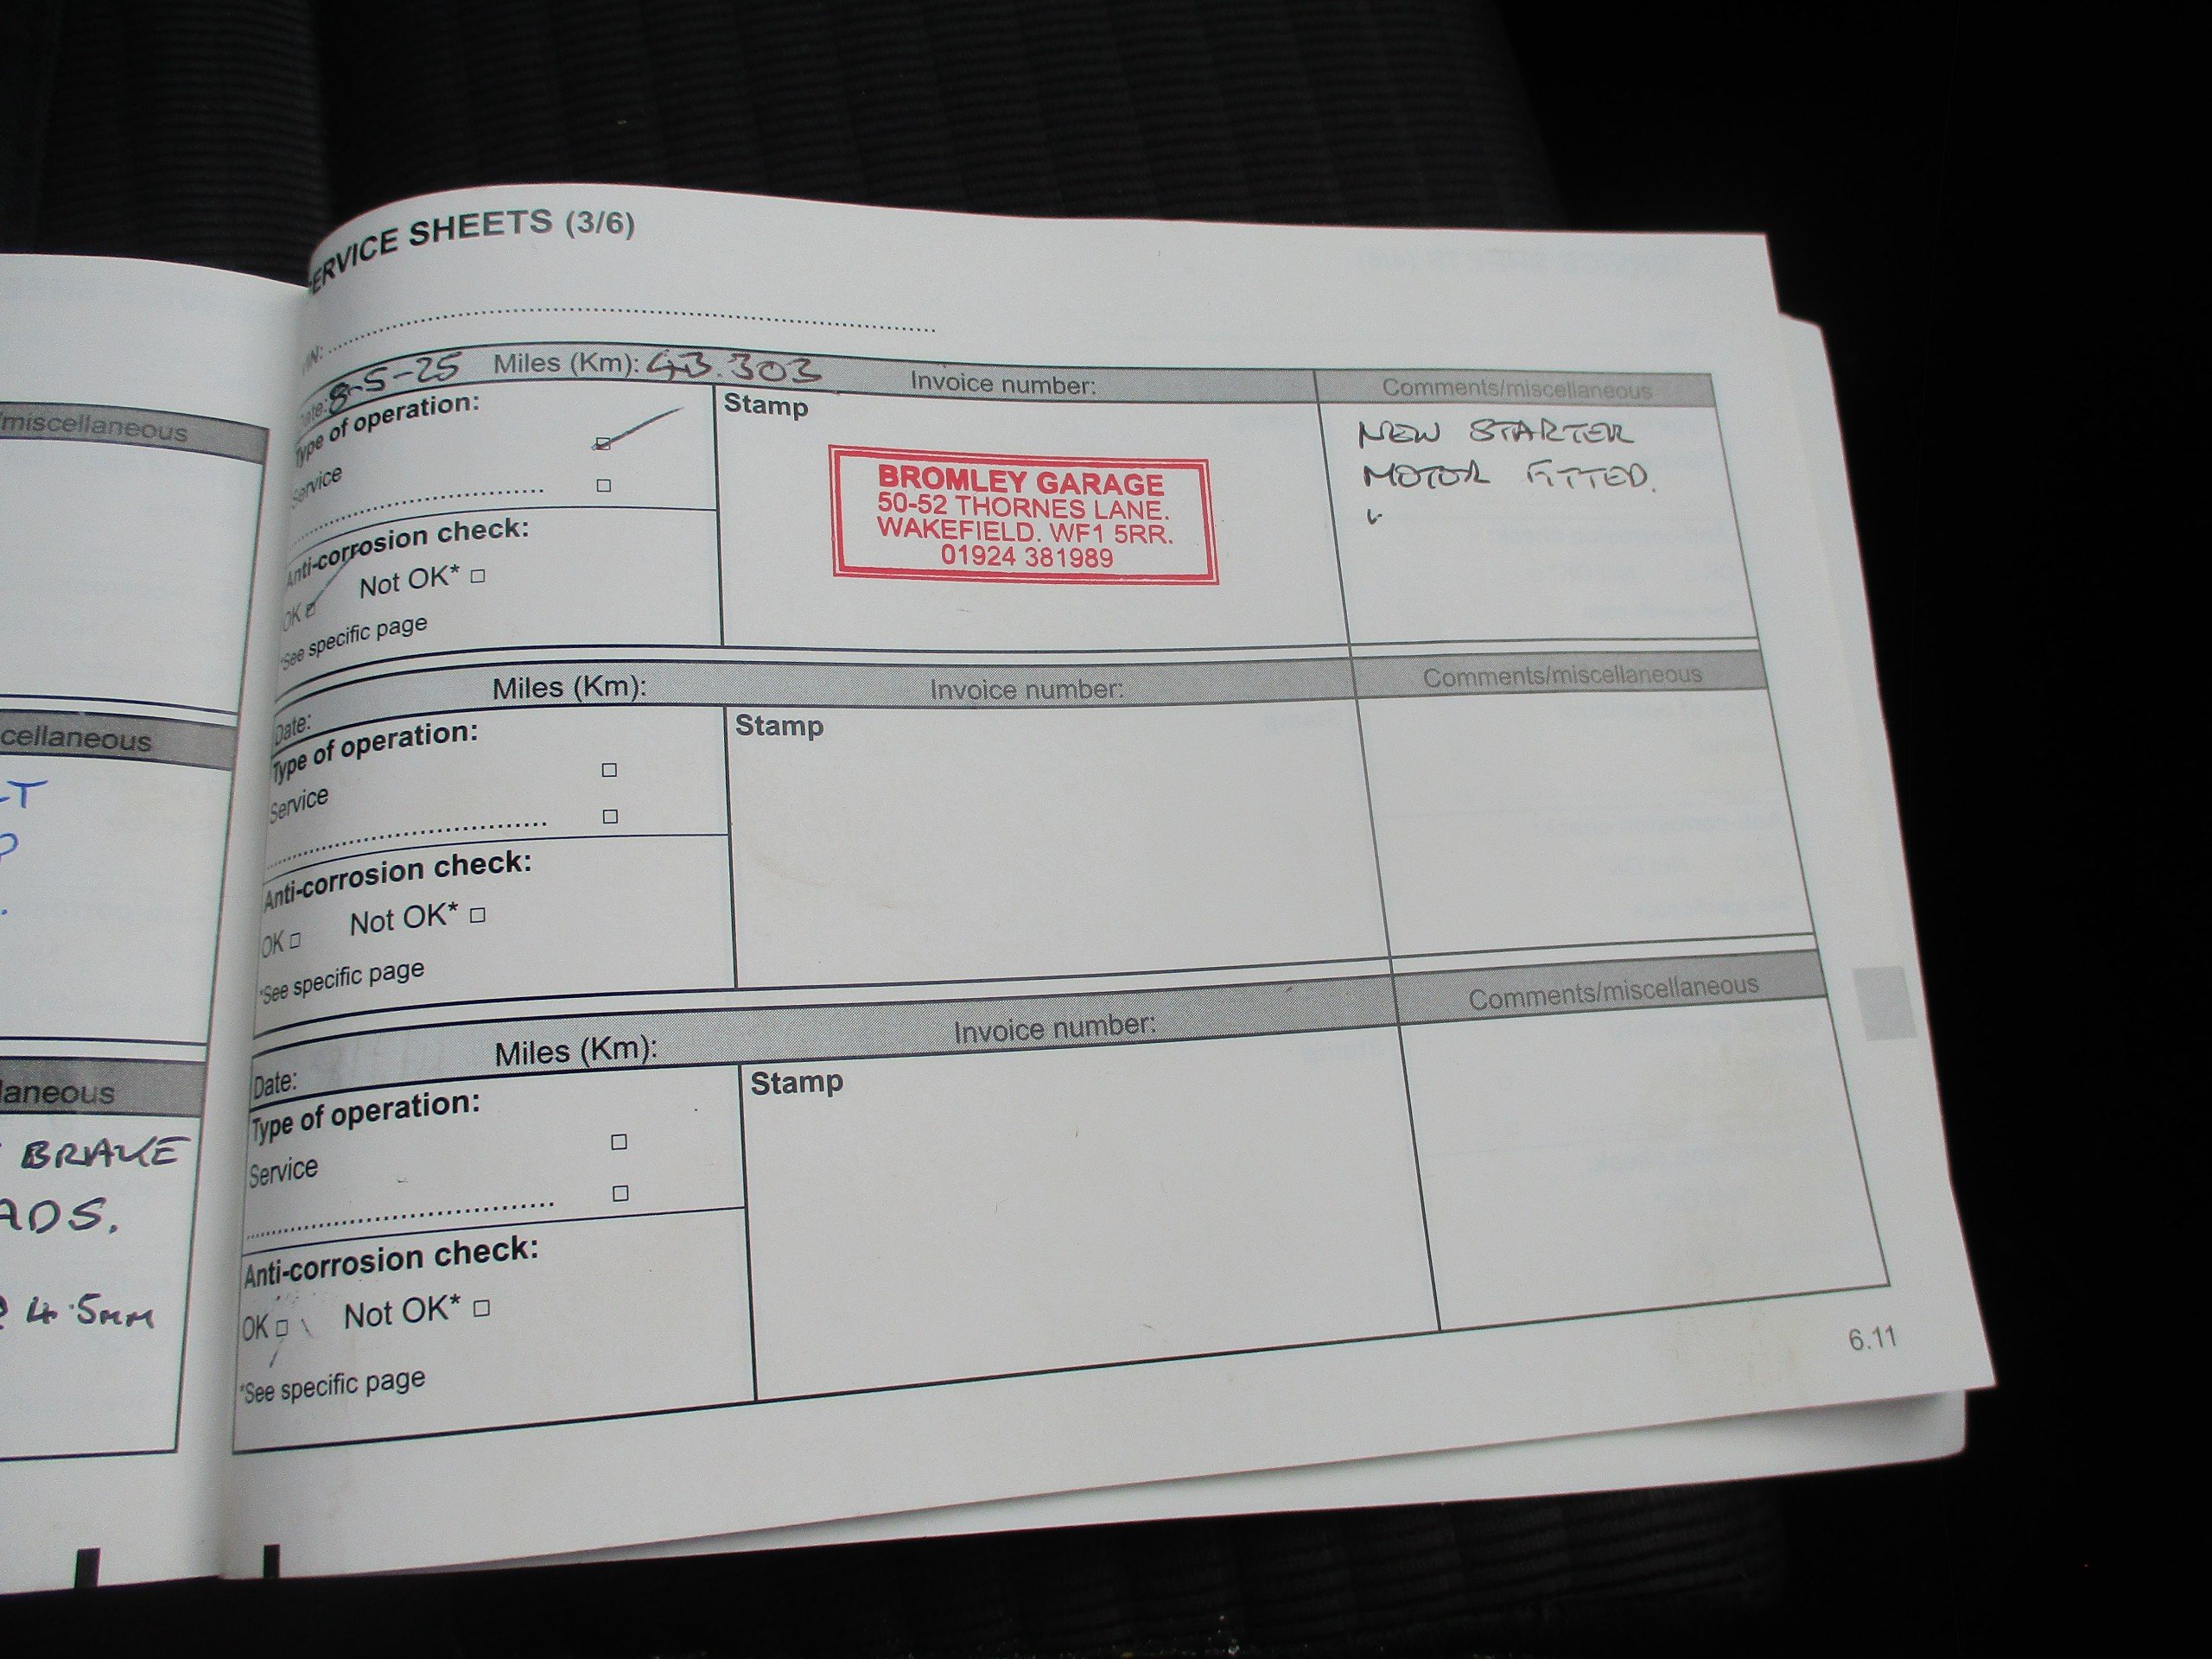 /miscellaneous
cellaneous
-T
laneous
BRAKE
ADS.
4.5mm
ERVICE SHEETS (3/6)
IN: ........................................
Date: 8-5-25 Miles (Km): 43.303 Invoice number: Comments/miscellaneous
Type of operation:
Service
Stamp
BROMLEY GARAGE
50-52 THORNES LANE.
WAKEFIELD. WF1 5RR.
01924 381989
NEW STARTER
MOTOR FITTED.
Anti-corrosion check:
OK Not OK*
*See specific page
Date: Miles (Km): Invoice number: Comments/miscellaneous
Type of operation:
Service
Stamp
Anti-corrosion check:
OK Not OK*
*See specific page
Date: Miles (Km): Invoice number: Comments/miscellaneous
Type of operation:
Service
Stamp
Anti-corrosion check:
OK Not OK*
*See specific page
6.11